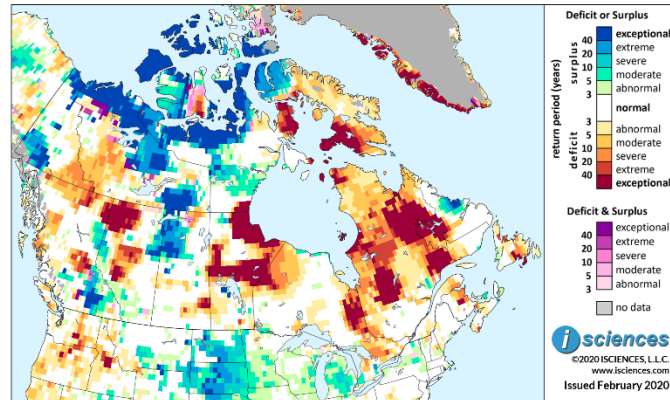 Deficit or Surplus
return period (years)
deficit surplus
40 exceptional
20 extreme
10 severe
5 moderate
3 abnormal
normal
3 abnormal
5 moderate
10 severe
20 extreme
40 exceptional
Deficit & Surplus
40 exceptional
20 extreme
10 severe
5 moderate
3 abnormal
no data
i sciences
©2020 ISCIENCES, L.L.C.
www.isciences.com
Issued February 2020